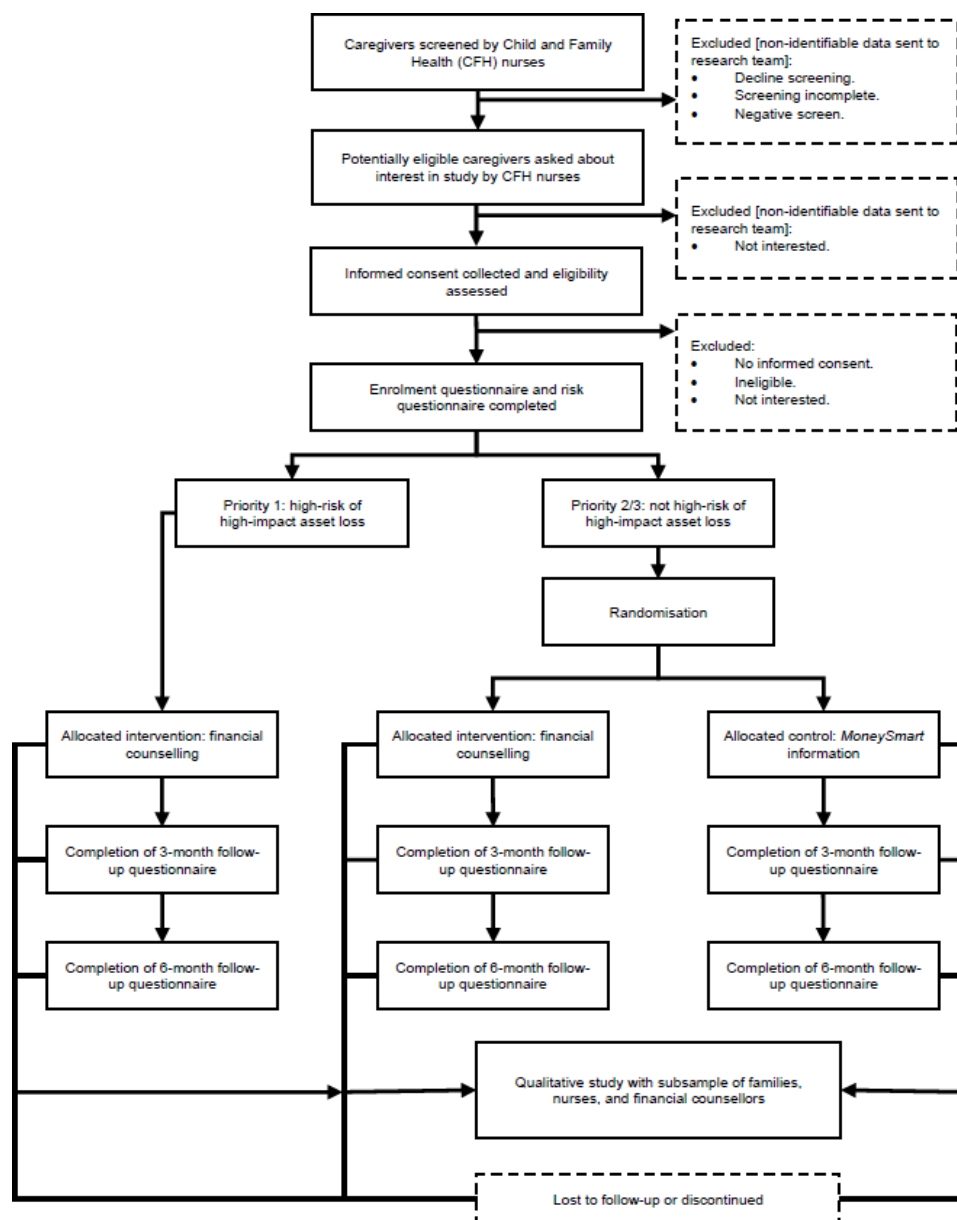 Caregivers screened by Child and Family
Health (CFH) nurses
Excluded [non-identifiable data sent to
research team]:
• Decline screening.
• Screening incomplete.
• Negative screen.
Potentially eligible caregivers asked about
interest in study by CFH nurses
Excluded [non-identifiable data sent to
research team]:
• Not interested.
Informed consent collected and eligibility
assessed
Excluded:
• No informed consent.
• Ineligible.
• Not interested.
Enrolment questionnaire and risk
questionnaire completed
Priority 1: high-risk of
high-impact asset loss
Priority 2/3: not high-risk of
high-impact asset loss
Randomisation
Allocated intervention: financial
counselling
Allocated intervention: financial
counselling
Allocated control: MoneySmart
information
Completion of 3-month follow-
up questionnaire
Completion of 3-month follow-
up questionnaire
Completion of 3-month follow-
up questionnaire
Completion of 6-month follow-
up questionnaire
Completion of 6-month follow-
up questionnaire
Completion of 6-month follow-
up questionnaire
Qualitative study with subsample of families,
nurses, and financial counsellors
Lost to follow-up or discontinued